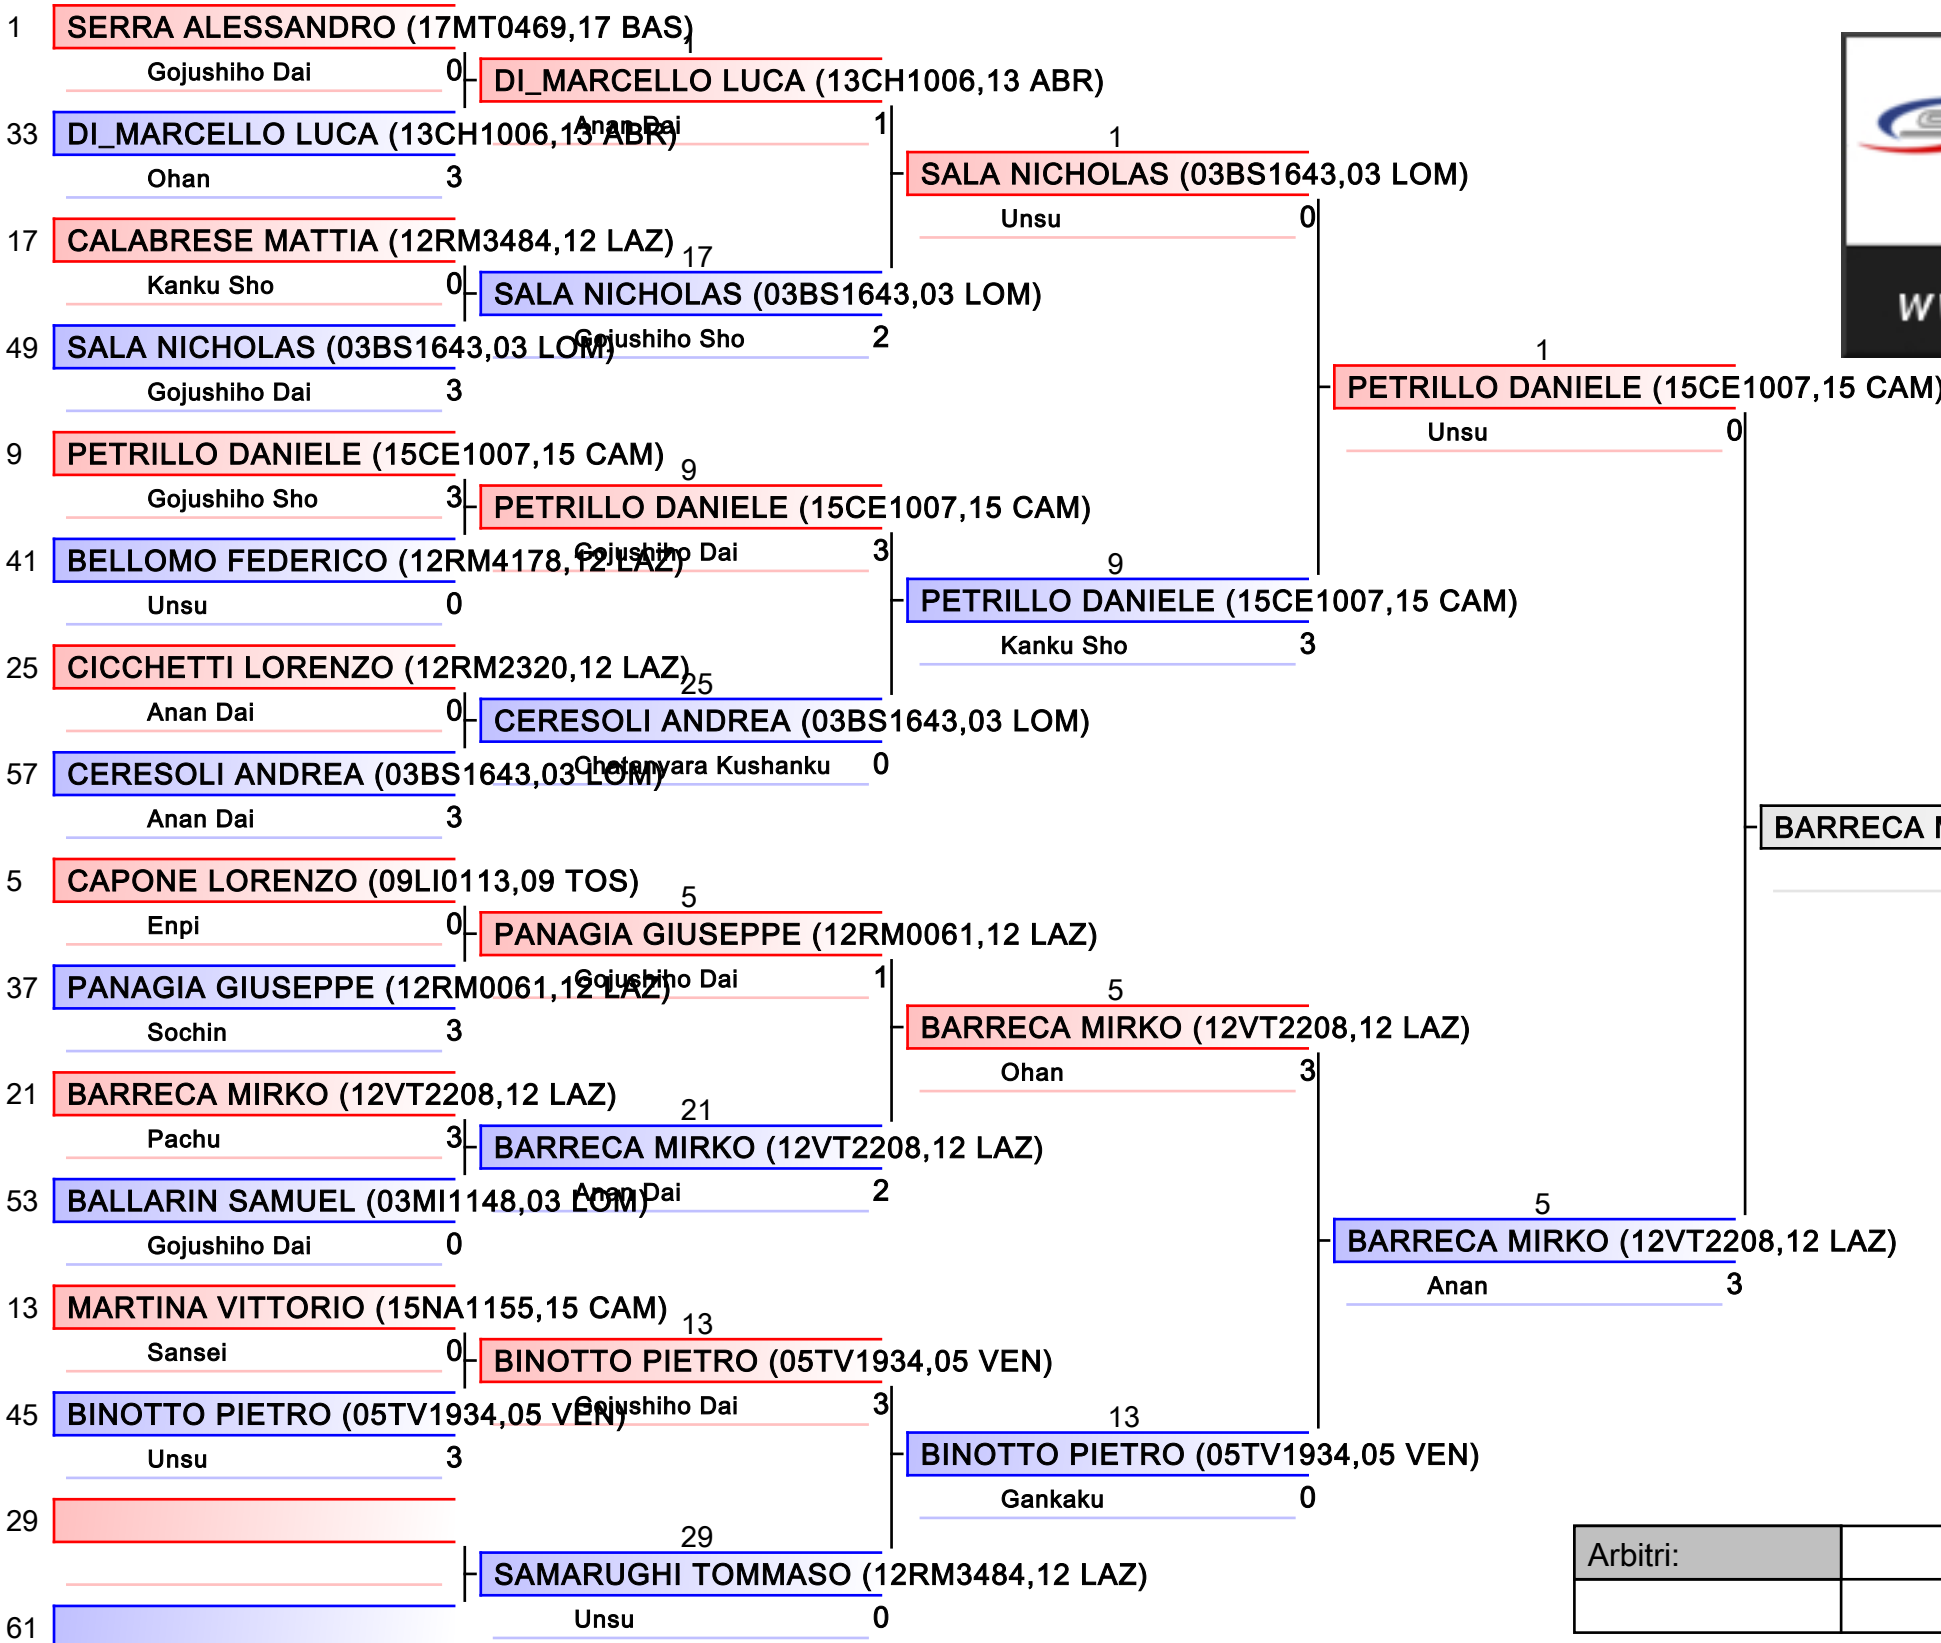 1 SERRA ALESSANDRO (17MT0469,17 BAS)
Gojushiho Dai 0
33 DI_MARCELLO LUCA (13CH1006,13 ABR)
Ohan 3
17 CALABRESE MATTIA (12RM3484,12 LAZ)
Kanku Sho 0
49 SALA NICHOLAS (03BS1643,03 LOM)
Gojushiho Dai 3
9 PETRILLO DANIELE (15CE1007,15 CAM)
Gojushiho Sho 3
41 BELLOMO FEDERICO (12RM4178,12 LAZ)
Unsu 0
25 CICCHETTI LORENZO (12RM2320,12 LAZ)
Anan Dai 0
57 CERESOLI ANDREA (03BS1643,03 LOM)
Anan Dai 3
5 CAPONE LORENZO (09LI0113,09 TOS)
Enpi 0
37 PANAGIA GIUSEPPE (12RM0061,12 LAZ)
Sochin 3
21 BARRECA MIRKO (12VT2208,12 LAZ)
Pachu 3
53 BALLARIN SAMUEL (03MI1148,03 LOM)
Gojushiho Dai 0
13 MARTINA VITTORIO (15NA1155,15 CAM)
Sansei 0
45 BINOTTO PIETRO (05TV1934,05 VEN)
Unsu 3
29
61
1
DI_MARCELLO LUCA (13CH1006,13 ABR)
Anan Dai 1
17
SALA NICHOLAS (03BS1643,03 LOM)
Gojushiho Sho 2
9
PETRILLO DANIELE (15CE1007,15 CAM)
Gojushiho Dai 3
25
CERESOLI ANDREA (03BS1643,03 LOM)
Chatanyara Kushanku 0
5
PANAGIA GIUSEPPE (12RM0061,12 LAZ)
Gojushiho Dai 1
21
BARRECA MIRKO (12VT2208,12 LAZ)
Anan Dai 2
13
BINOTTO PIETRO (05TV1934,05 VEN)
Gojushiho Dai 3
29
SAMARUGHI TOMMASO (12RM3484,12 LAZ)
Unsu 0
1
SALA NICHOLAS (03BS1643,03 LOM)
Unsu 0
9
PETRILLO DANIELE (15CE1007,15 CAM)
Kanku Sho 3
5
BARRECA MIRKO (12VT2208,12 LAZ)
Ohan 3
13
BINOTTO PIETRO (05TV1934,05 VEN)
Gankaku 0
1
PETRILLO DANIELE (15CE1007,15 CAM)
Unsu 0
5
BARRECA MIRKO (12VT2208,12 LAZ)
Anan 3
BARRECA
Arbitri: